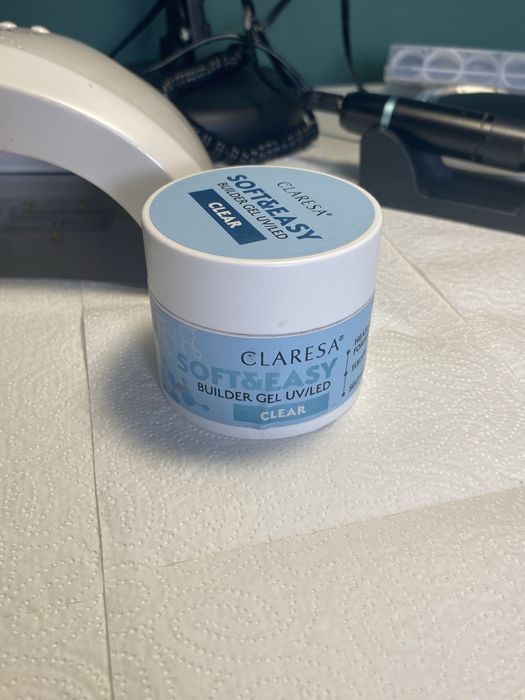 CLARESA®
SOFT&EASY
BUILDER GEL UV/LED
CLEAR
CLARESA®
SOFT&EASY
BUILDER GEL UV/LED
CLEAR